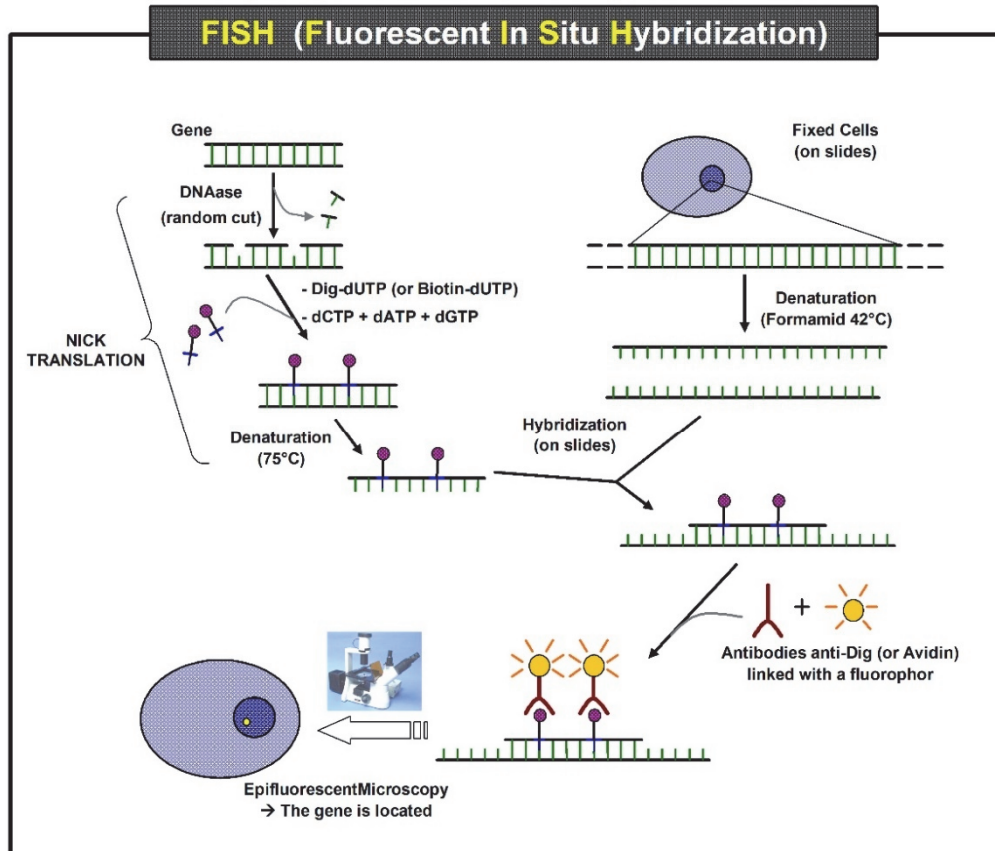 FISH (Fluorescent In Situ Hybridization)
Gene
DNAase
(random cut)
- Dig-dUTP (or Biotin-dUTP)
- dCTP + dATP + dGTP
NICK
TRANSLATION
Denaturation
(75°C)
Fixed Cells
(on slides)
Denaturation
(Formamid 42°C)
Hybridization
(on slides)
+
Antibodies anti-Dig (or Avidin)
linked with a fluorophor
EpifluorescentMicroscopy
→ The gene is located